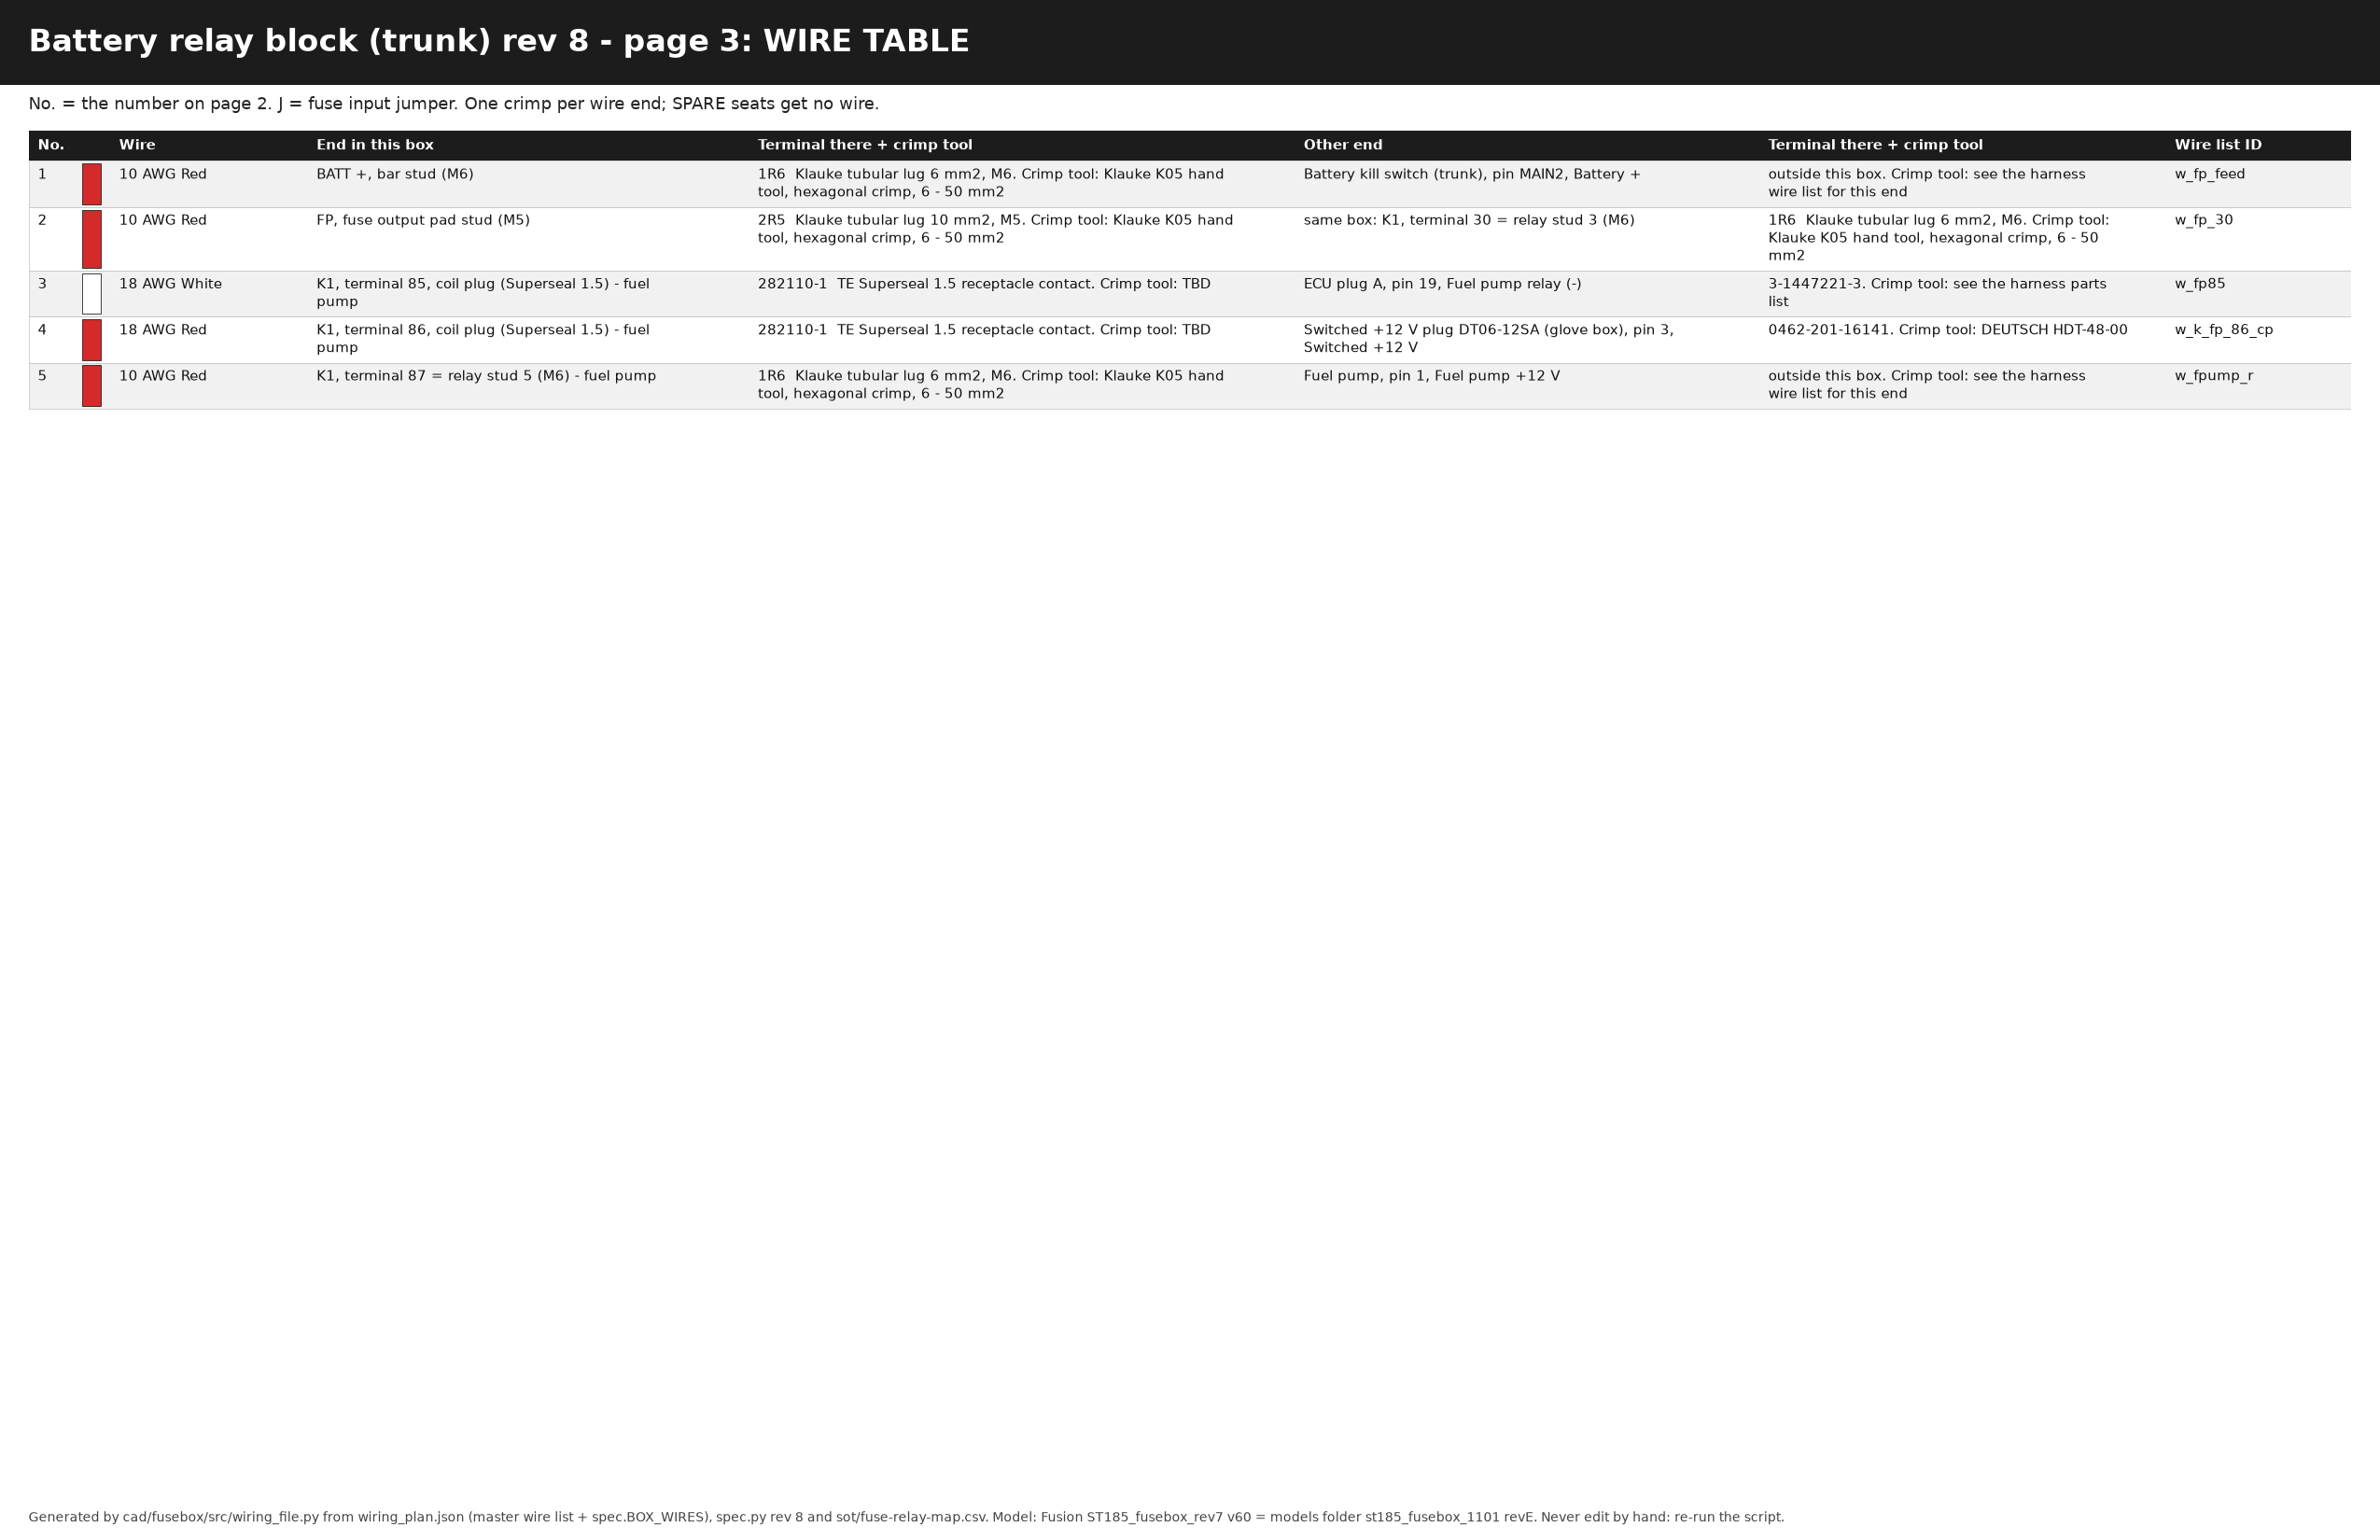 Battery relay block (trunk) rev 8 - page 3: WIRE TABLE
No. = the number on page 2. J = fuse input jumper. One crimp per wire end; SPARE seats get no wire.
No. Wire End in this box Terminal there + crimp tool Other end Terminal there + crimp tool Wire list ID
1 10 AWG Red BATT +, bar stud (M6) 1R6  Klauke tubular lug 6 mm2, M6. Crimp tool: Klauke K05 hand Battery kill switch (trunk), pin MAIN2, Battery + outside this box. Crimp tool: see the harness w_fp_feed
tool, hexagonal crimp, 6 - 50 mm2 wire list for this end
2 10 AWG Red FP, fuse output pad stud (M5) 2R5  Klauke tubular lug 10 mm2, M5. Crimp tool: Klauke K05 hand same box: K1, terminal 30 = relay stud 3 (M6) 1R6  Klauke tubular lug 6 mm2, M6. Crimp tool: w_fp_30
tool, hexagonal crimp, 6 - 50 mm2 Klauke K05 hand tool, hexagonal crimp, 6 - 50
mm2
3 18 AWG White K1, terminal 85, coil plug (Superseal 1.5) - fuel 282110-1  TE Superseal 1.5 receptacle contact. Crimp tool: TBD ECU plug A, pin 19, Fuel pump relay (-) 3-1447221-3. Crimp tool: see the harness parts w_fp85
pump list
4 18 AWG Red K1, terminal 86, coil plug (Superseal 1.5) - fuel 282110-1  TE Superseal 1.5 receptacle contact. Crimp tool: TBD Switched +12 V plug DT06-12SA (glove box), pin 3, 0462-201-16141. Crimp tool: DEUTSCH HDT-48-00 w_k_fp_86_cp
pump Switched +12 V
5 10 AWG Red K1, terminal 87 = relay stud 5 (M6) - fuel pump 1R6  Klauke tubular lug 6 mm2, M6. Crimp tool: Klauke K05 hand Fuel pump, pin 1, Fuel pump +12 V outside this box. Crimp tool: see the harness w_fpump_r
tool, hexagonal crimp, 6 - 50 mm2 wire list for this end
Generated by cad/fusebox/src/wiring_file.py from wiring_plan.json (master wire list + spec.BOX_WIRES), spec.py rev 8 and sot/fuse-relay-map.csv. Model: Fusion ST185_fusebox_rev7 v60 = models folder st185_fusebox_1101 revE. Never edit by hand: re-run the script.